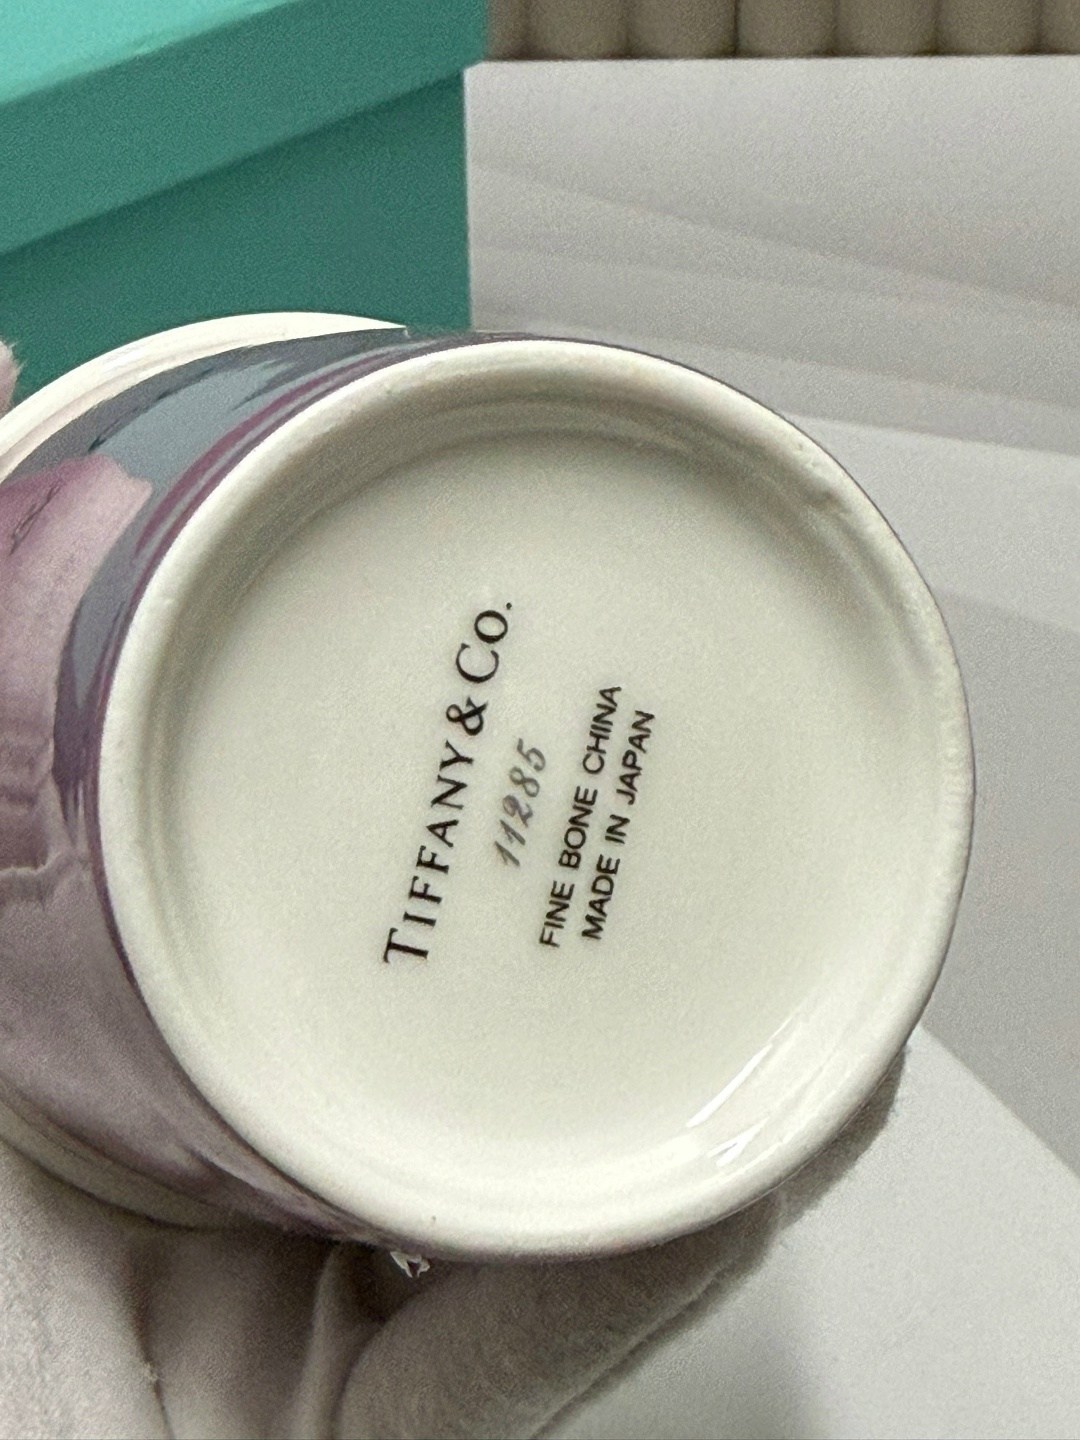 TIFFANY & CO.
11285
FINE BONE CHINA
MADE IN JAPAN